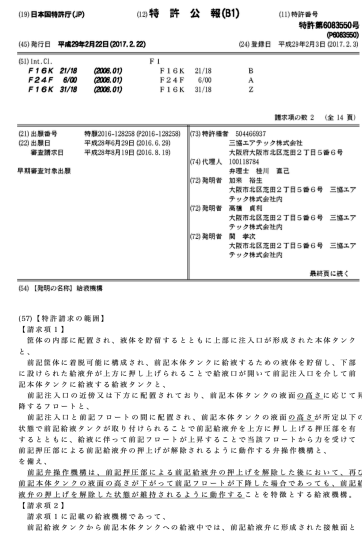 (19)日本国特許庁(JP)
(12)特 許 公 報(B1)
(11)特許番号
特許第6083550号
(P6083550)
(45)発行日 平成29年2月22日(2017.2.22)
(24)登録日 平成29年2月3日(2017.2.3)
(51)Int.Cl.
FI
F16K 21/18 (2006.01) F16K 21/18 B
F24F 6/00 (2006.01) F24F 6/00 A
F16K 31/18 (2006.01) F16K 31/18 Z
請求項の数 2 (全 14 頁)
(21)出願番号 特願2016-128258(P2016-128258)
(22)出願日 平成28年6月29日(2016.6.29)
審査請求日 平成28年8月19日(2016.8.19)
早期審査対象出願
(73)特許権者 504466937
三協エアテック株式会社
大阪府大阪市北区芝田2丁目5番6号
(74)代理人 100118784
弁理士 桂川 直己
(72)発明者 加来 裕生
大阪市北区芝田2丁目5番6号 三協エア
テック株式会社内
(72)発明者 高橋 貞利
大阪市北区芝田2丁目5番6号 三協エア
テック株式会社内
(72)発明者 関 孝次
大阪市北区芝田2丁目5番6号 三協エア
テック株式会社内
最終頁に続く
(54)【発明の名称】給液機構
(57)【特許請求の範囲】
【請求項1】
筐体の内部に配置され、液体を貯留するとともに上部に注入口が形成された本体タンク
と、
前記筐体に着脱可能に構成され、前記本体タンクに給液するための液体を貯留し、下部
に設けられた給液弁が上方に押し上げられることで給液口が開いて前記注入口を介して前
記本体タンクに給液する給液タンクと、
前記注入口の近傍又は下方に配置されており、前記本体タンクの液面の高さに応じて昇
降するフロートと、
前記注入口と前記フロートの間に配置され、前記本体タンクの液面の高さが所定以下の
状態で前記給液タンクが取り付けられることで前記給液弁を上方に押し上げる押圧部を有
するとともに、給液に伴って前記フロートが上昇することで当該フロートから力を受けて
前記押圧部による前記給液弁の押上げが解除されるように動作する弁操作機構と、
を備え、
前記弁操作機構は、前記押圧部による前記給液弁の押上げを解除した後において、再び
前記本体タンクの液面の高さが下がって前記フロートが下降した場合であっても、前記給
液弁の押上げを解除した状態が維持されるように動作することを特徴とする給液機構。
【請求項2】
請求項1に記載の給液機構であって、
前記給液タンクから前記本体タンクへの給液中では、前記給液弁に形成された接触面と